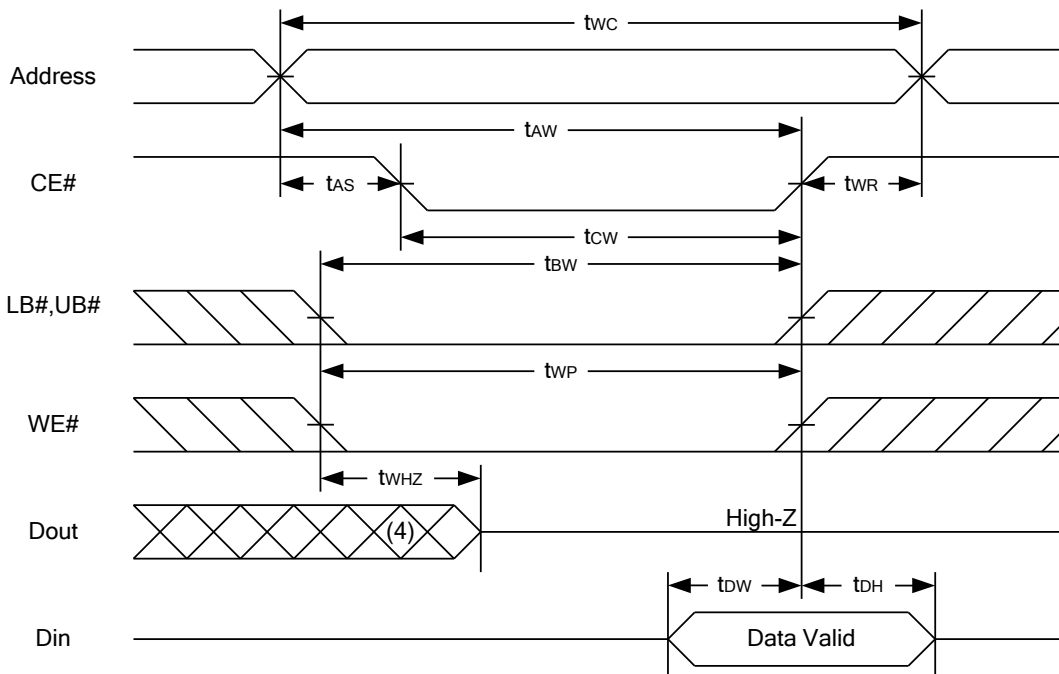 tWC
Address
tAW
CE#
tAS
tWR
tCW
tBW
LB#,UB#
tWP
WE#
tWHZ
Dout
(4)
High-Z
tDW
tDH
Din
Data Valid